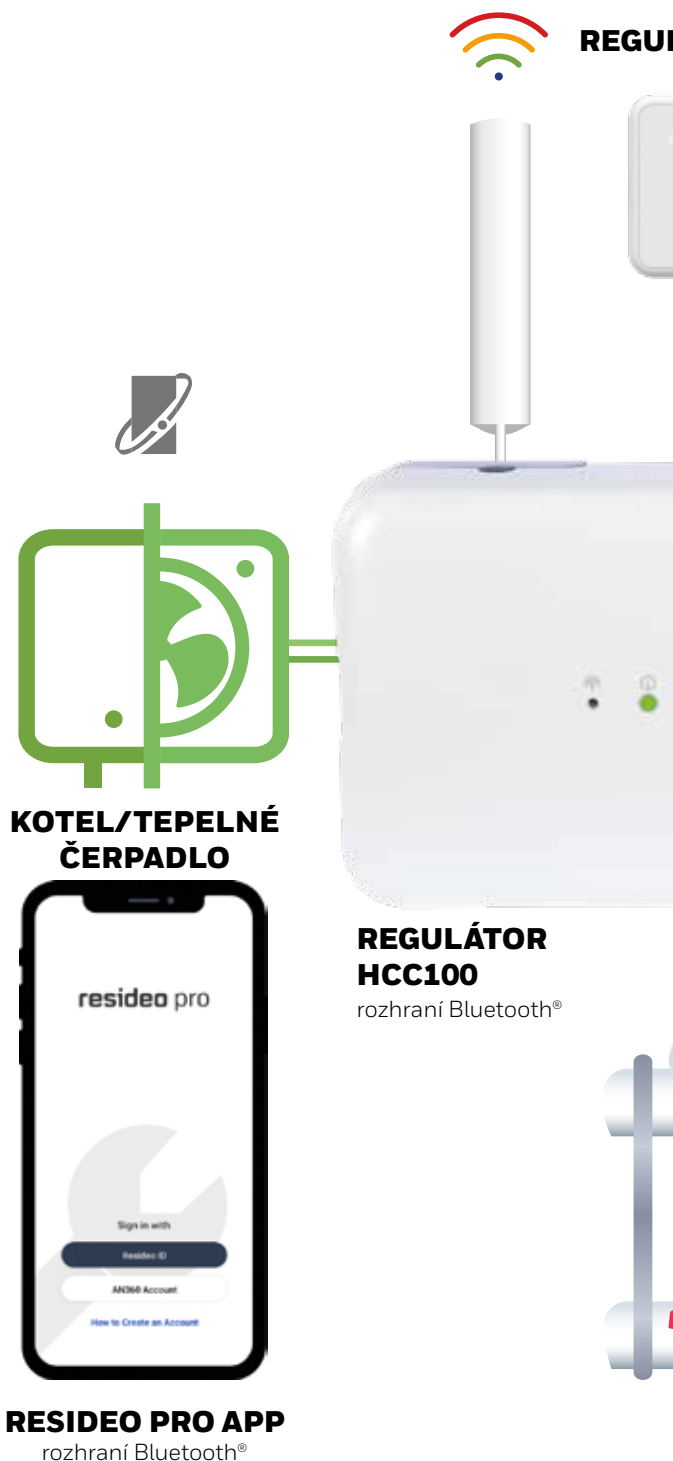 REGUL
KOTEL/TEPELNÉ
ČERPADLO
REGULÁTOR
HCC100
rozhraní Bluetooth®
resideo pro
Sign in with
Resideo ID
AN360 Account
How to Create an Account
RESIDEO PRO APP
rozhraní Bluetooth®